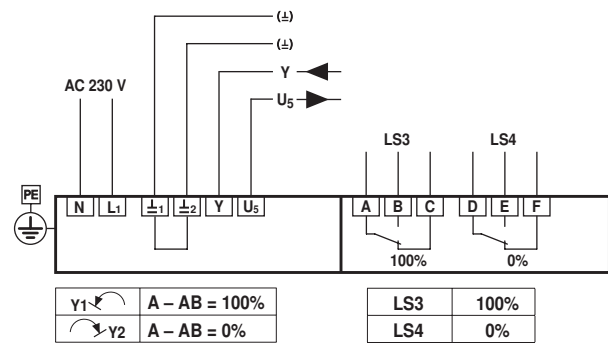 (⊥)
(⊥)
Y
AC 230 V
U5
LS3 LS4
PE
N L1 ⊥1 ⊥2 Y U5 A B C D E F
100% 0%
Y1 A – AB = 100%
Y2 A – AB = 0%
LS3 100%
LS4 0%